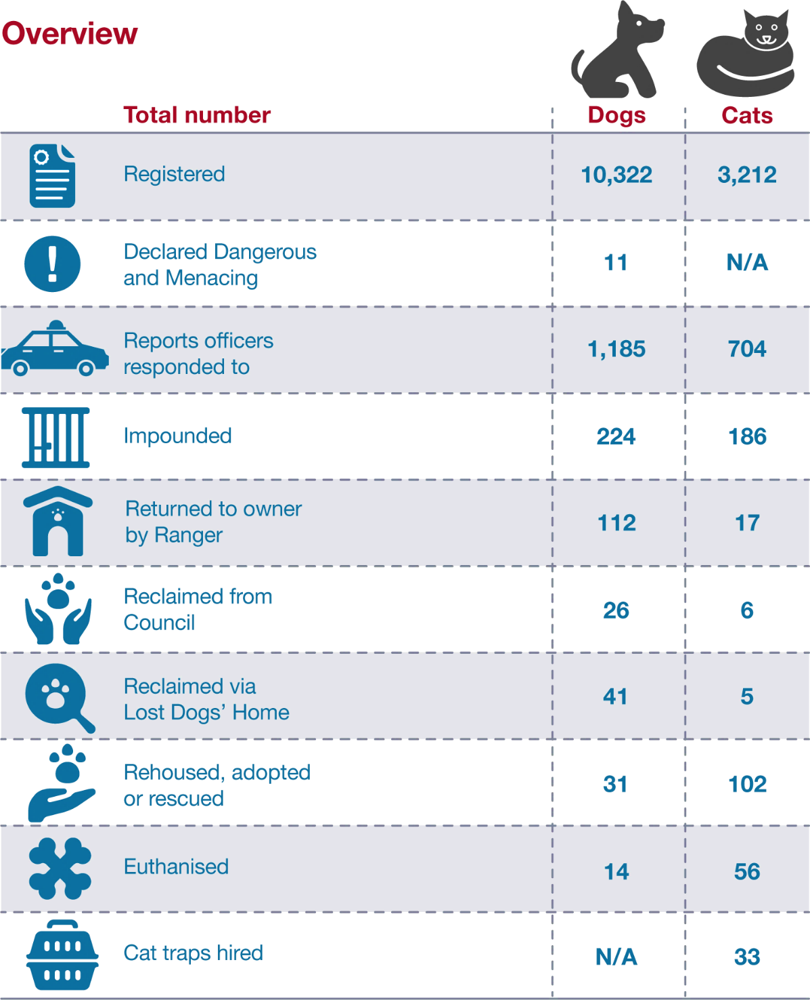 Overview
Total number Dogs Cats
Registered 10,322 3,212
Declared Dangerous
and Menacing 11 N/A
Reports officers
responded to 1,185 704
Impounded 224 186
Returned to owner
by Ranger 112 17
Reclaimed from
Council 26 6
Reclaimed via
Lost Dogs’ Home 41 5
Rehoused, adopted
or rescued 31 102
Euthanised 14 56
Cat traps hired N/A 33